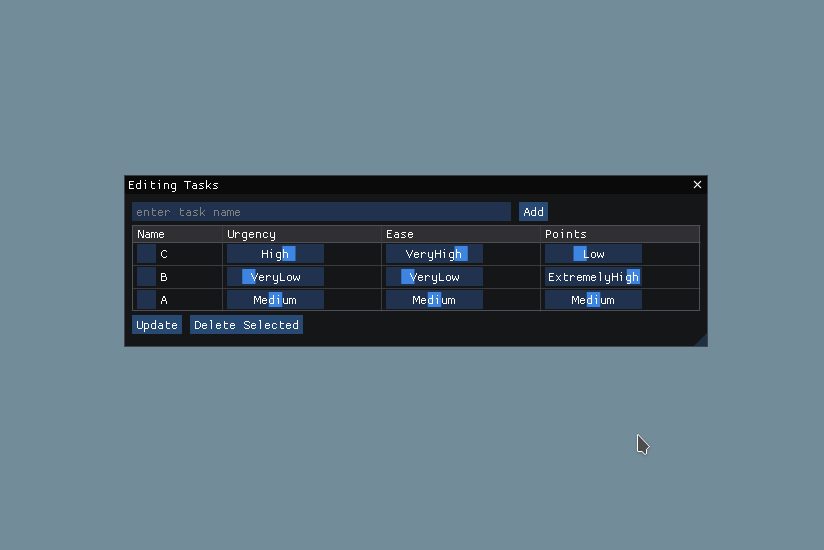 Editing Tasks
enter task name Add
Name Urgency Ease Points
C High VeryHigh Low
B VeryLow VeryLow ExtremelyHigh
A Medium Medium Medium
Update Delete Selected